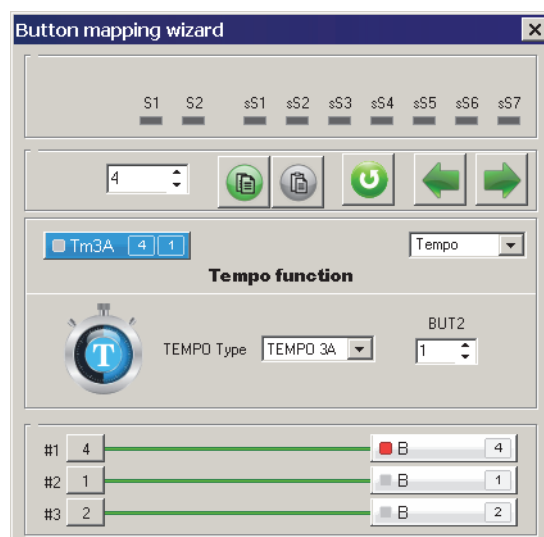 Button mapping wizard
S1 S2 sS1 sS2 sS3 sS4 sS5 sS6 sS7
4
Tm3A 4 1 Tempo
Tempo function
BUT2
T TEMPO Type TEMPO 3A 1
#1 4 B 4
#2 1 B 1
#3 2 B 2